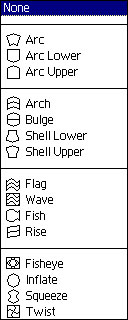 None
Arc
Arc Lower
Arc Upper
Arch
Bulge
Shell Lower
Shell Upper
Flag
Wave
Fish
Rise
Fisheye
Inflate
Squeeze
Twist